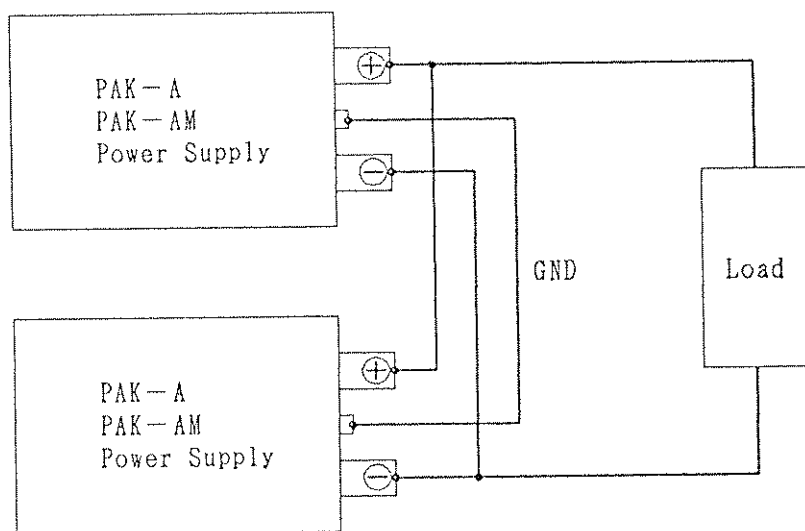 PAK-A
PAK-AM
Power Supply
+
-
GND
Load
PAK-A
PAK-AM
Power Supply
+
-